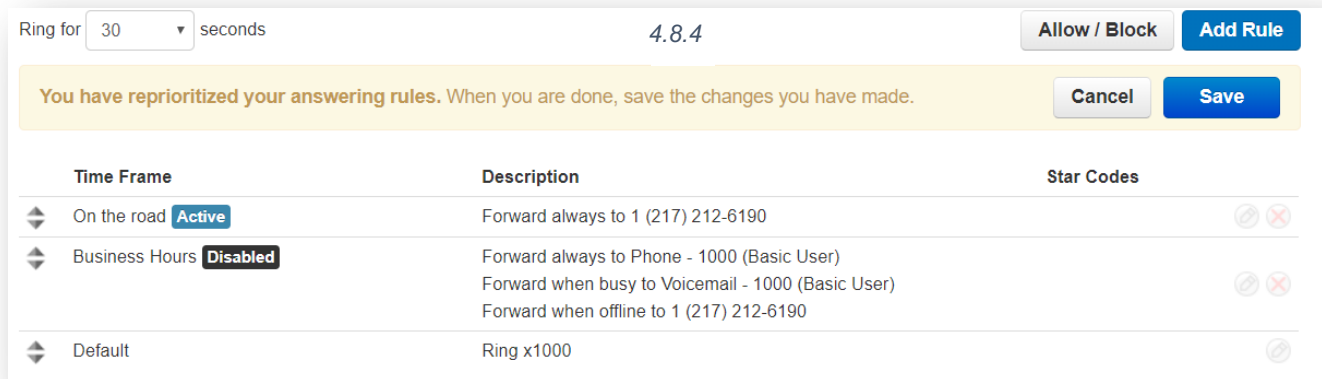 Ring for 30 seconds 4.8.4 Allow / Block Add Rule
You have reprioritized your answering rules. When you are done, save the changes you have made. Cancel Save
Time Frame Description Star Codes
On the road Active Forward always to 1 (217) 212-6190
Business Hours Disabled Forward always to Phone - 1000 (Basic User)
Forward when busy to Voicemail - 1000 (Basic User)
Forward when offline to 1 (217) 212-6190
Default Ring x1000